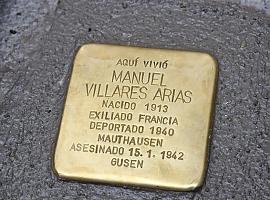 AQUÍ VIVIÓ
MANUEL
VILLARES ARIAS
NACIDO 1913
EXILIADO FRANCIA
DEPORTADO 1940
MAUTHAUSEN
ASESINADO 15. 1. 1942
GUSEN